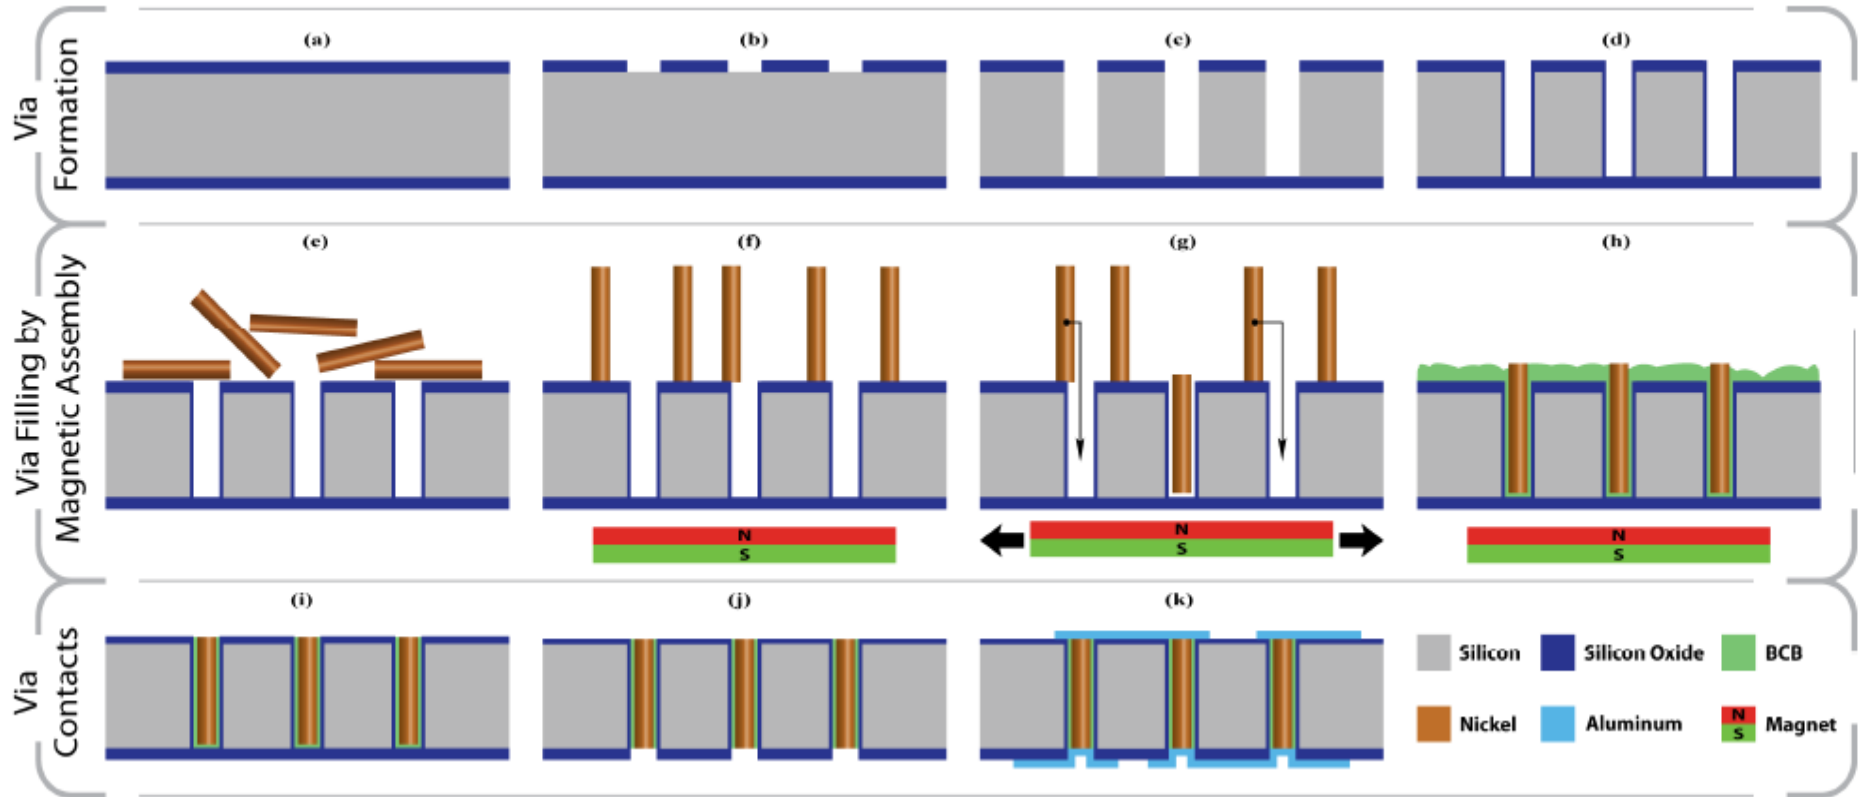 Via
Formation
(a)
(b)
(c)
(d)
Via Filling by
Magnetic Assembly
(e)
(f)
(g)
(h)
N
S
N
S
N
S
Via
Contacts
(i)
(j)
(k)
Silicon
Silicon Oxide
BCB
Nickel
Aluminum
N
S
Magnet